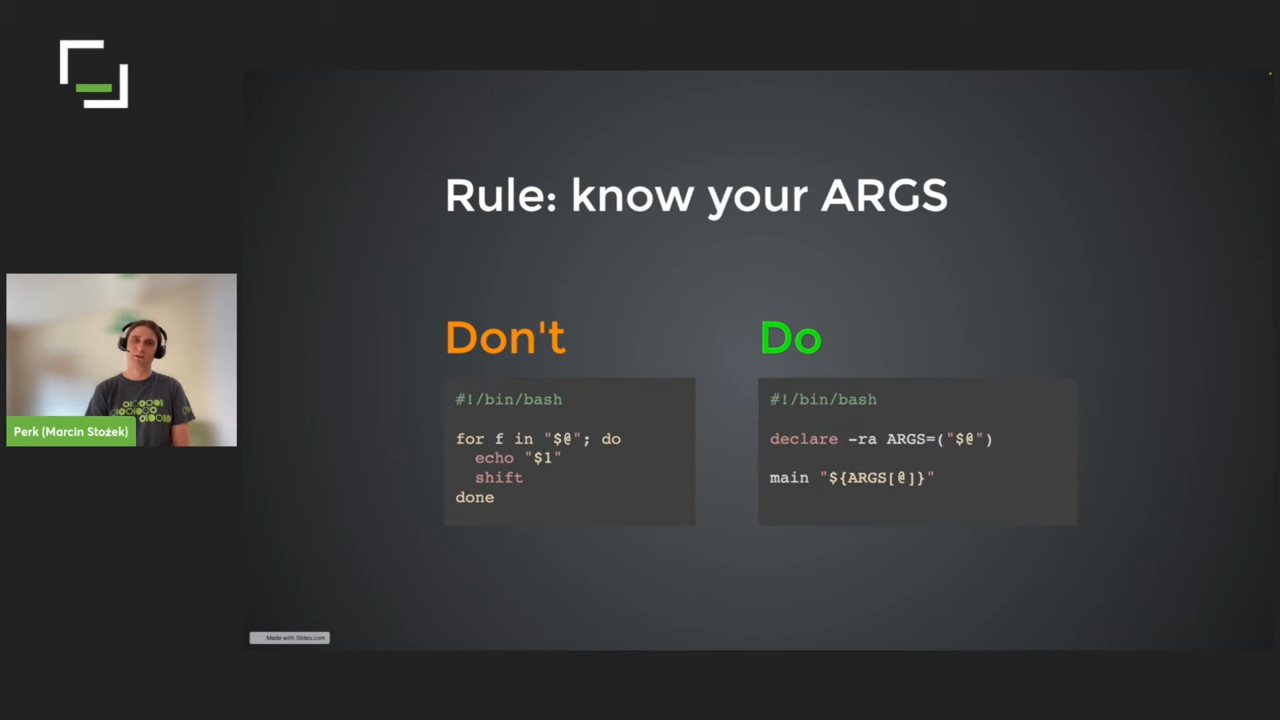 Rule: know your ARGS
Don't
#!/bin/bash
for f in "$@"; do
  echo "$1"
  shift
done
Do
#!/bin/bash
declare -ra ARGS=("$@")
main "${ARGS[@]}"
Perk (Marcin Stożek)
Made with Slides.com